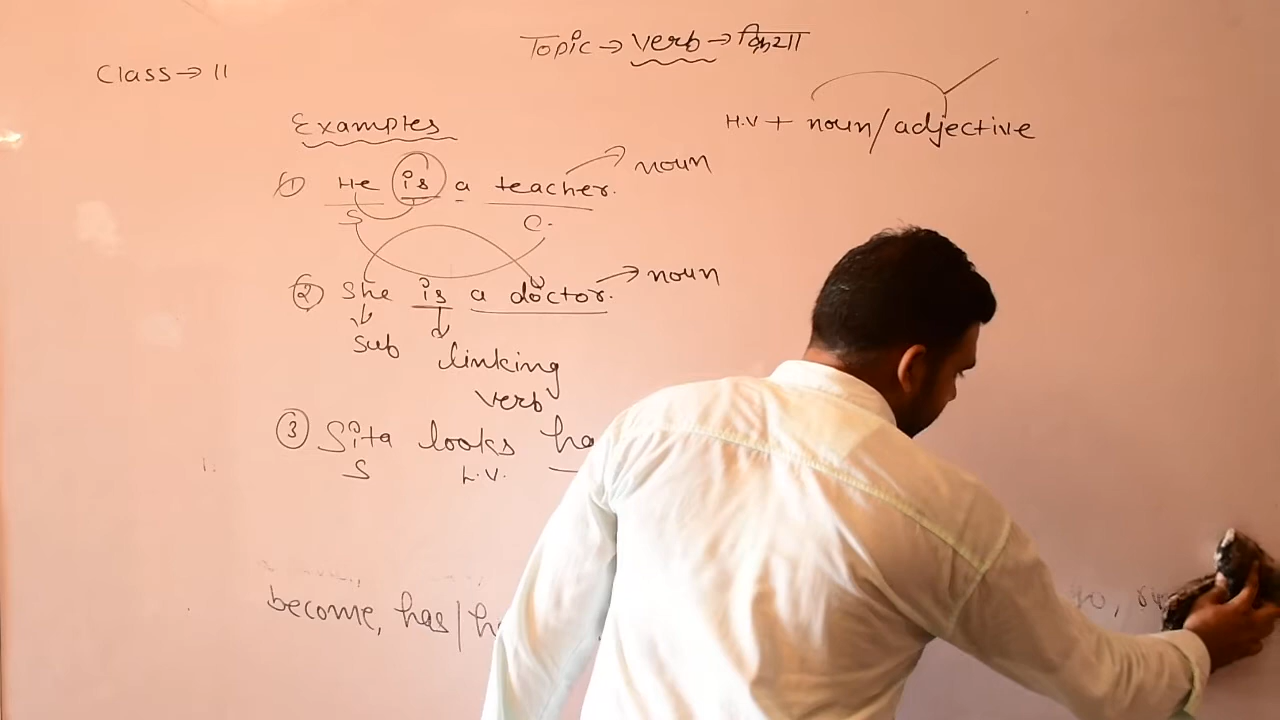 Topic → verb → क्रिया
Class → 11
H.V + noun/adjective
Examples
① He is a teacher. → noun
S C.
② She is a doctor. → noun
Sub linking
verb
③ Sita looks
S L.V.
become, has/